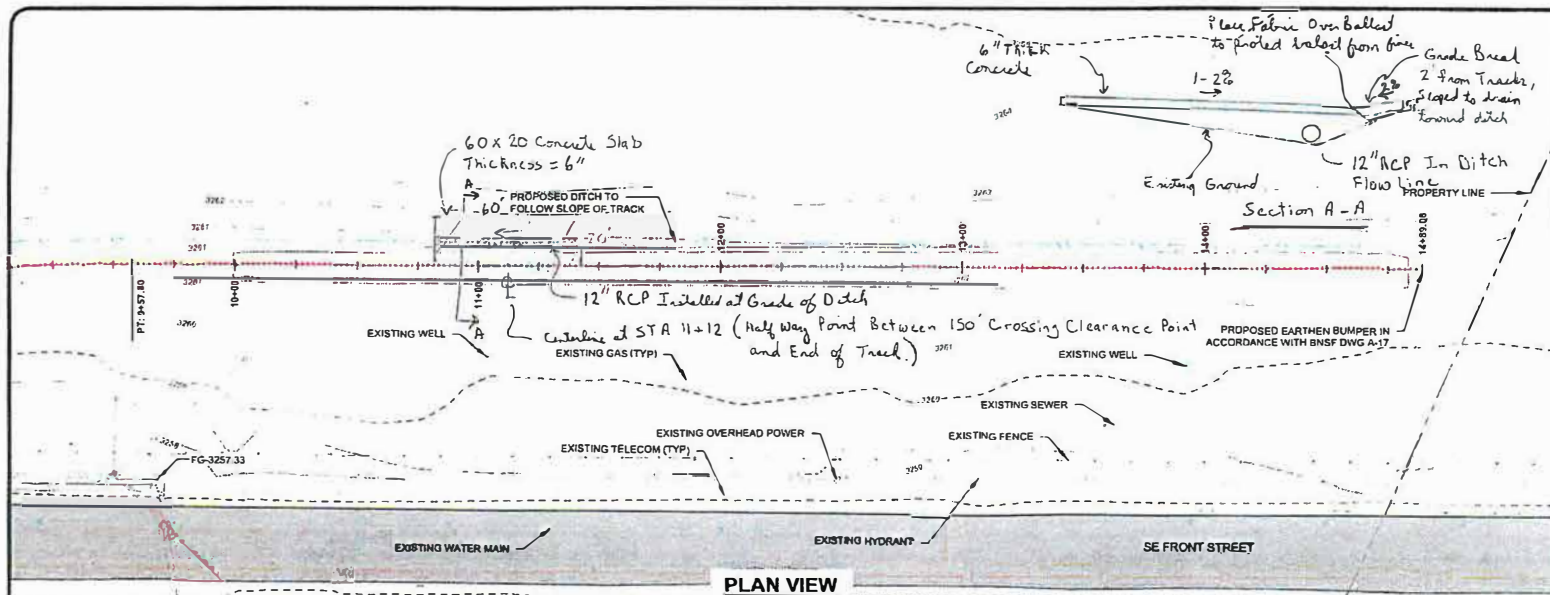 Place Fabric Over Ballast
to protect ballast from fines
6" Thick
Concrete
1-2%
Grade Break
2' from Tracks,
Sloped to drain
toward ditch
2%
3260
12" RCP In Ditch
Flow Line
Existing Ground
PROPERTY LINE
Section A-A
60 x 20 Concrete Slab
Thickness = 6"
A
60'
PROPOSED DITCH TO
FOLLOW SLOPE OF TRACK
20'
3262
3263
3261
3261
3260
PT: 9+57.80
10+00
11+00
12+00
13+00
14+00
14+89.08
12" RCP Installed at Grade of Ditch
A
Centerline at STA 11+12 (Half Way Point Between 150' Crossing Clearance Point
and End of Track.)
EXISTING WELL
EXISTING GAS (TYP)
3261
EXISTING WELL
PROPOSED EARTHEN BUMPER IN
ACCORDANCE WITH BNSF DWG A-17
3260
EXISTING SEWER
3258
EXISTING OVERHEAD POWER
EXISTING FENCE
EXISTING TELECOM (TYP)
FG-3257.33
3259
EXISTING WATER MAIN
EXISTING HYDRANT
SE FRONT STREET
PLAN VIEW